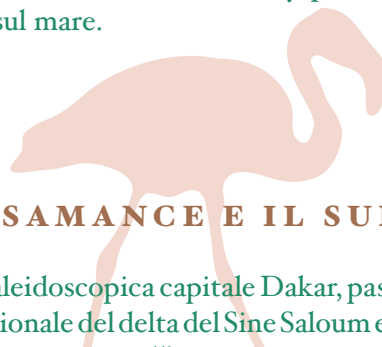 sul mare.
SAMANCE E IL SU
aleidoscopica capitale Dakar, pas
ionale del delta del Sine Saloum e